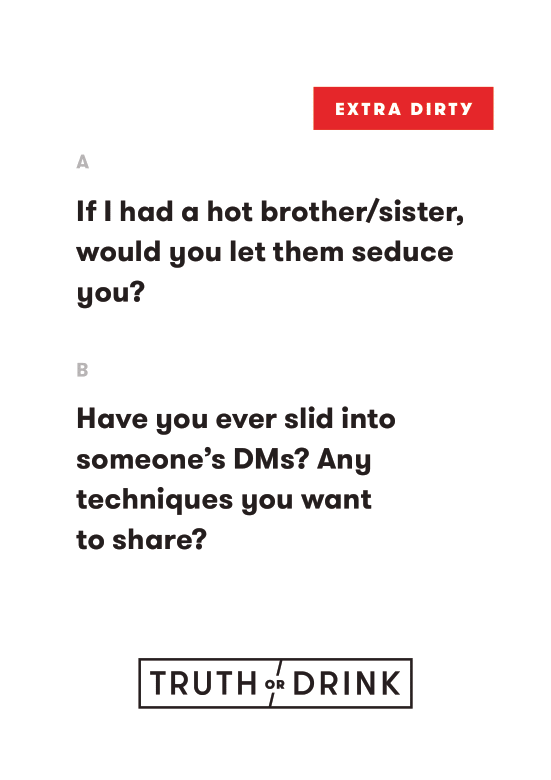 EXTRA DIRTY
A
If I had a hot brother/sister,
would you let them seduce
you?
B
Have you ever slid into
someone’s DMs? Any
techniques you want
to share?
TRUTH OR DRINK